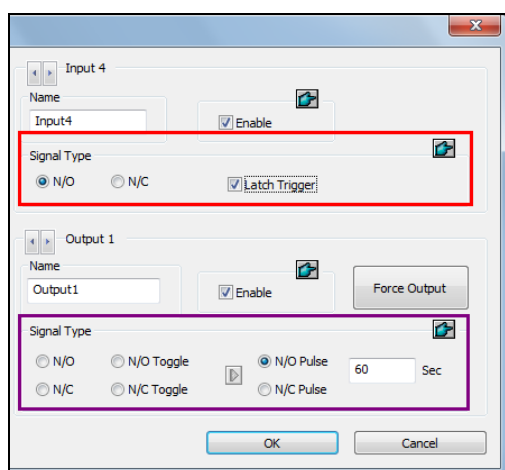 Input 4
Name
Input4
Enable
Signal Type
N/O N/C Latch Trigger
Output 1
Name
Output1
Enable
Force Output
Signal Type
N/O N/O Toggle N/O Pulse 60 Sec
N/C N/C Toggle N/C Pulse
OK Cancel